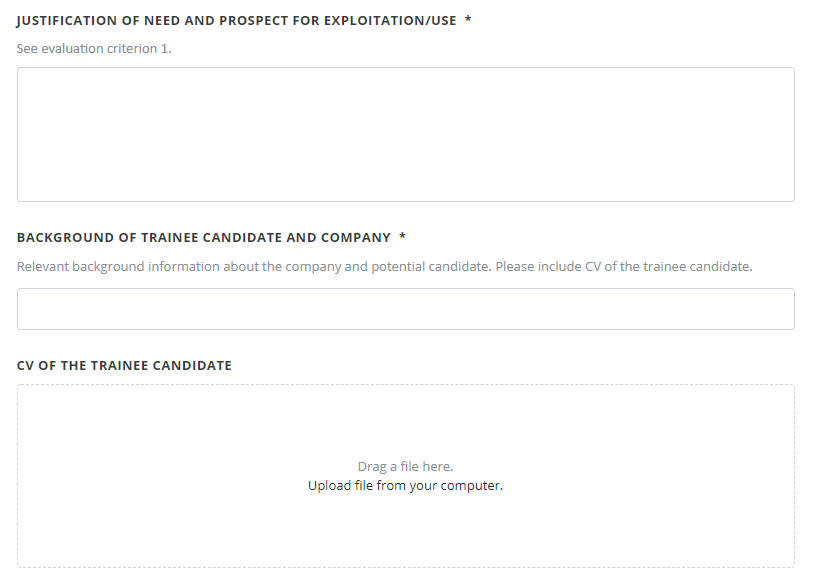 JUSTIFICATION OF NEED AND PROSPECT FOR EXPLOITATION/USE *
See evaluation criterion 1.
BACKGROUND OF TRAINEE CANDIDATE AND COMPANY *
Relevant background information about the company and potential candidate. Please include CV of the trainee candidate.
CV OF THE TRAINEE CANDIDATE
Drag a file here.
Upload file from your computer.